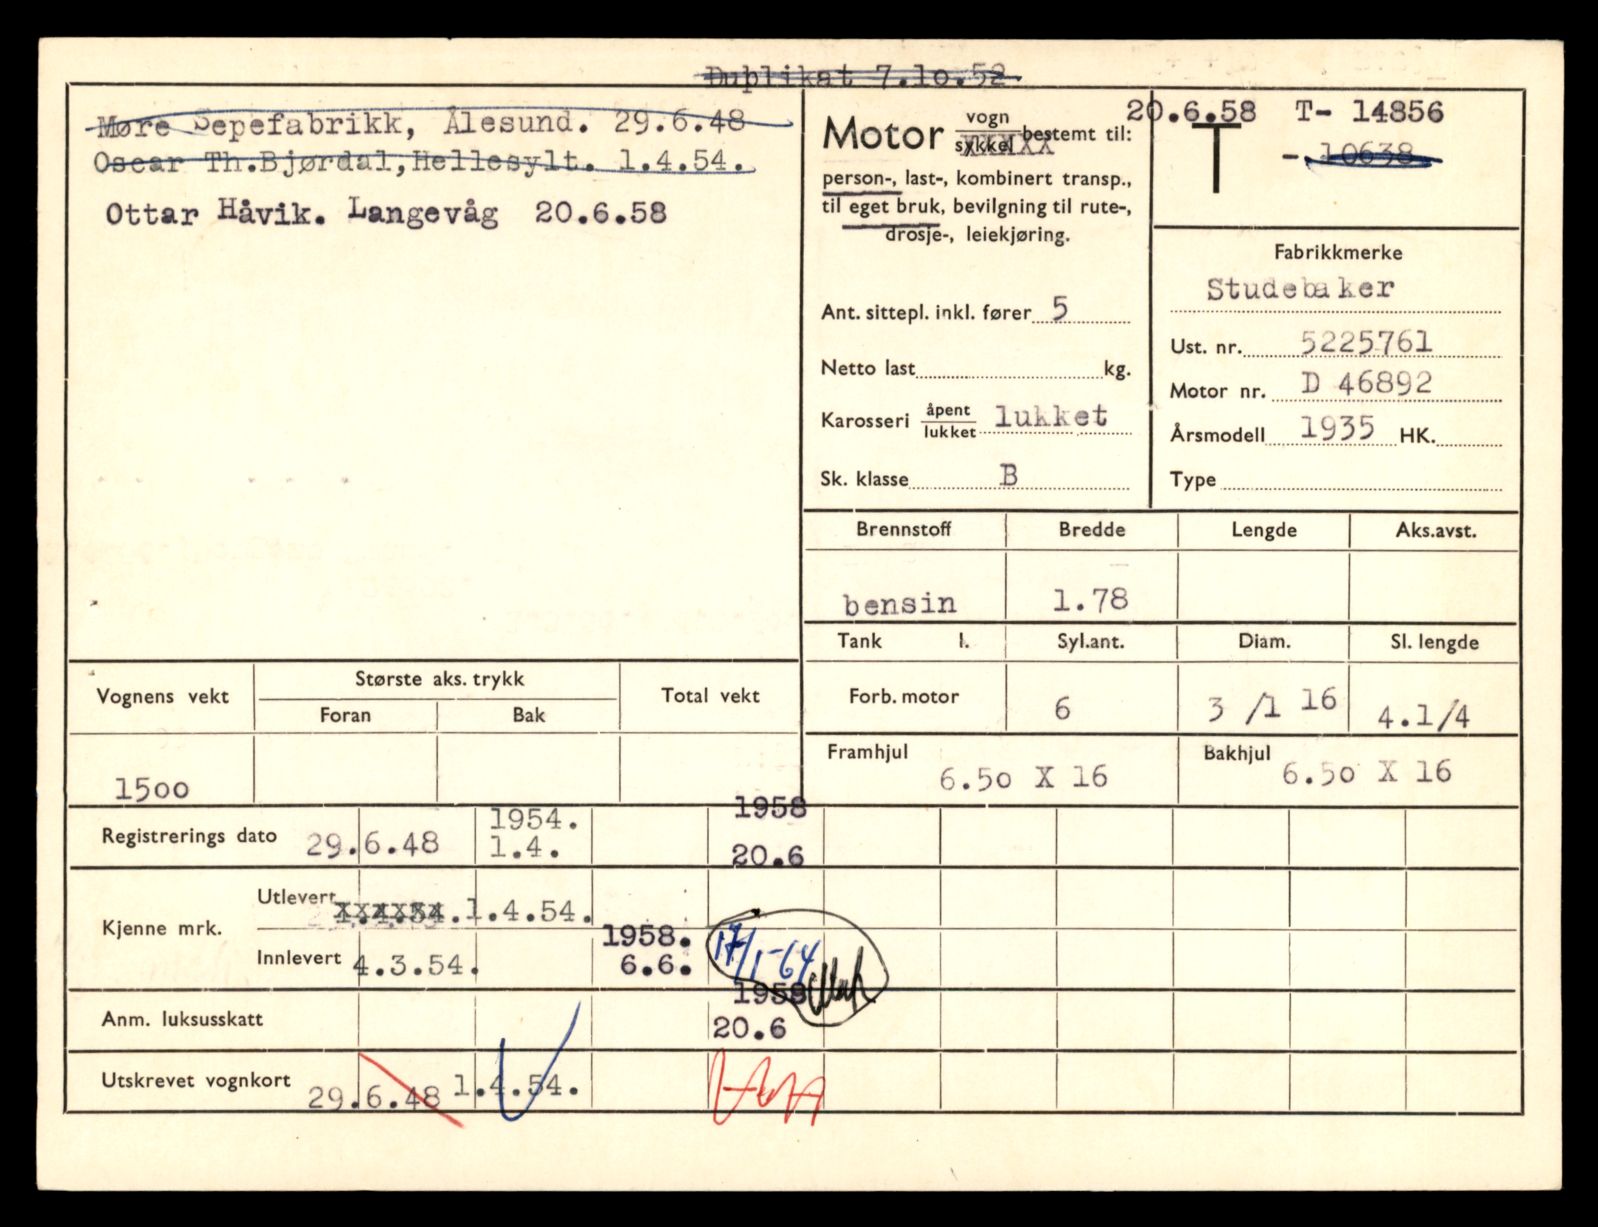 Dublikat 7.10.52
Møre Sepefabrikk, Ålesund. 29.6.48
Oscar Th.Bjørdal,Hellesylt. 1.4.54.
Ottar Håvik. Langevåg 20.6.58
Motor vogn sykkel bestemt til:
person-, last-, kombinert transp.,
til eget bruk, bevilgning til rute-,
drosje-, leiekjøring.
Ant. sittepl. inkl. fører 5
Netto last kg.
Karosseri åpent lukket lukket
Sk. klasse B
20.6.58 T- 14856
T - 10638
Fabrikkmerke
Studebaker
Ust. nr. 5225761
Motor nr. D 46892
Årsmodell 1935 HK.
Type
Brennstoff Bredde Lengde Aks.avst.
bensin 1.78
Tank l. Syl.ant. Diam. Sl. lengde
Forb. motor 6 3 /1 16 4.1/4
Framhjul 6.50 X 16 Bakhjul 6.50 X 16
Vognens vekt Største aks. trykk Total vekt
Foran Bak
1500
Registrerings dato 29.6.48 1954. 1.4. 1958 20.6
Kjenne mrk. Utlevert 1.4.54.
Innlevert 4.3.54. 1958. 6.6. 17/1-64
Anm. luksusskatt 1958 20.6
Utskrevet vognkort 29.6.48 1.4.54.